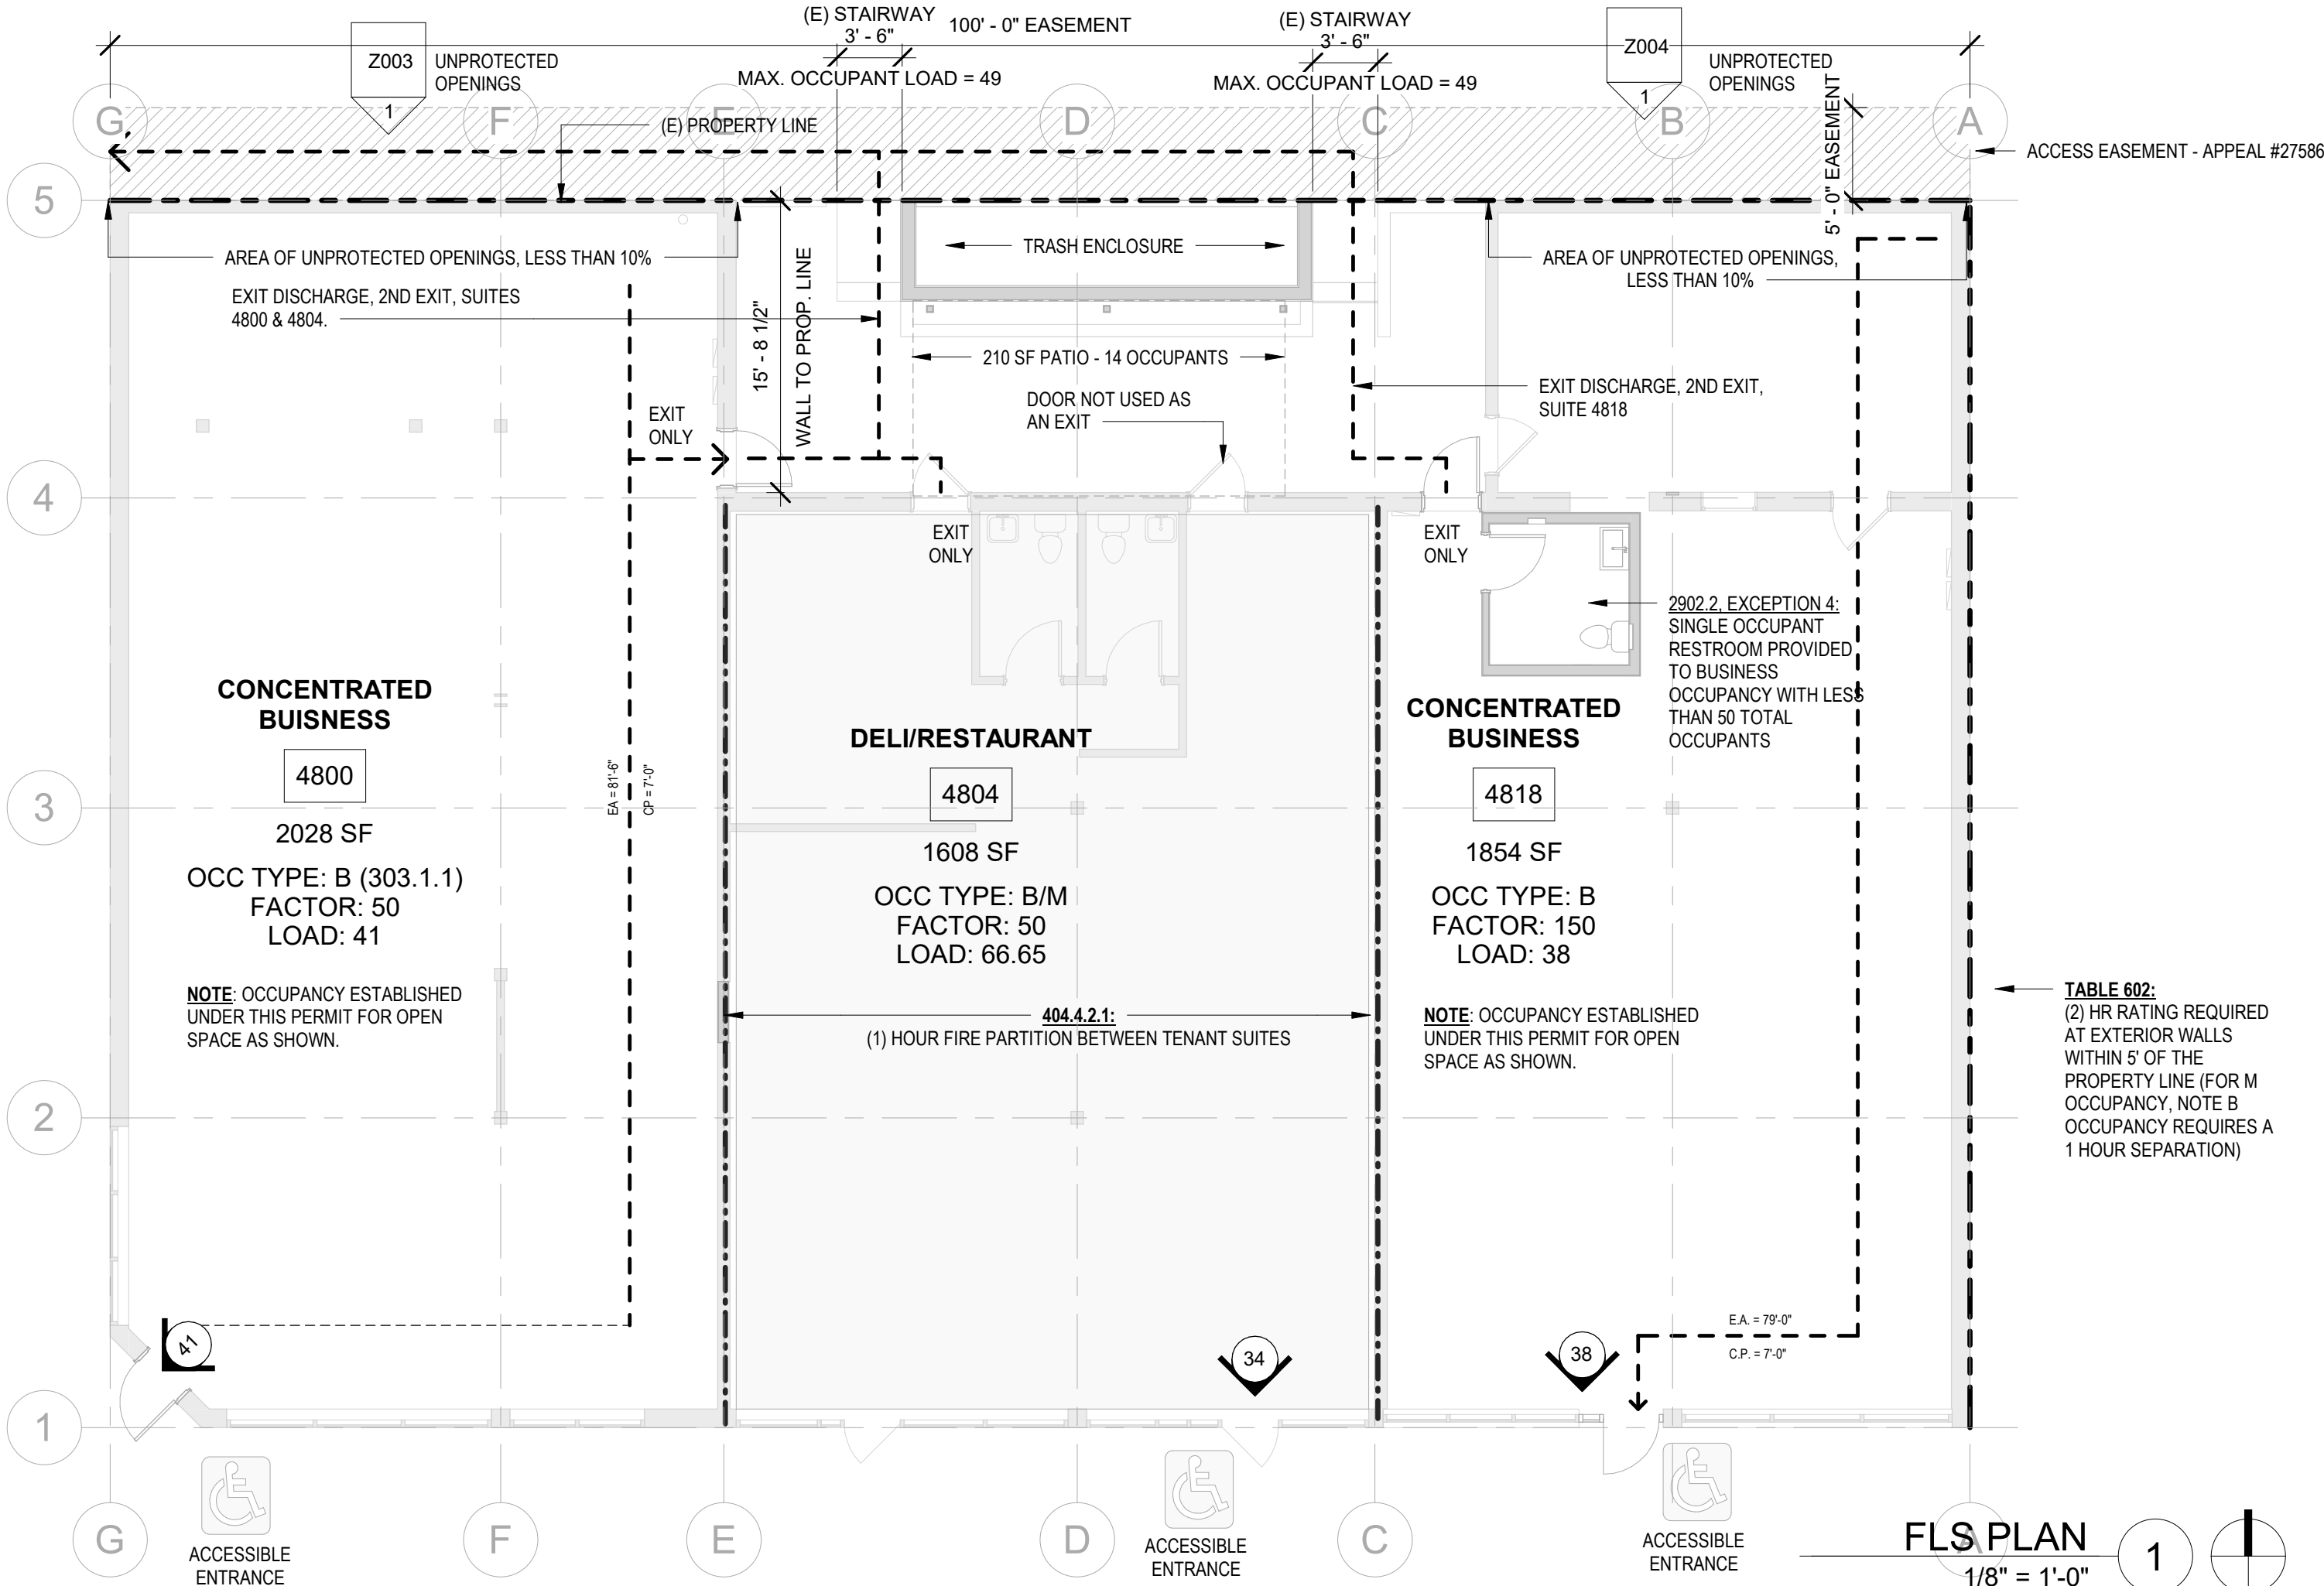 (E) STAIRWAY
3' - 6"
100' - 0" EASEMENT
(E) STAIRWAY
3' - 6"
MAX. OCCUPANT LOAD = 49
MAX. OCCUPANT LOAD = 49
Z003
1
UNPROTECTED
OPENINGS
Z004
1
UNPROTECTED
OPENINGS
G
F
E
D
C
B
A
(E) PROPERTY LINE
5' - 0" EASEMENT
ACCESS EASEMENT - APPEAL #27586
5
AREA OF UNPROTECTED OPENINGS, LESS THAN 10%
TRASH ENCLOSURE
AREA OF UNPROTECTED OPENINGS,
LESS THAN 10%
EXIT DISCHARGE, 2ND EXIT, SUITES
4800 & 4804.
15' - 8 1/2"
WALL TO PROP. LINE
210 SF PATIO - 14 OCCUPANTS
DOOR NOT USED AS
AN EXIT
EXIT DISCHARGE, 2ND EXIT,
SUITE 4818
EXIT
ONLY
4
EXIT
ONLY
EXIT
ONLY
2902.2, EXCEPTION 4:
SINGLE OCCUPANT
RESTROOM PROVIDED
TO BUSINESS
OCCUPANCY WITH LESS
THAN 50 TOTAL
OCCUPANTS
CONCENTRATED
BUISNESS
4800
2028 SF
OCC TYPE: B (303.1.1)
FACTOR: 50
LOAD: 41
NOTE: OCCUPANCY ESTABLISHED
UNDER THIS PERMIT FOR OPEN
SPACE AS SHOWN.
EA = 81'-6"
CP = 7'-0"
DELI/RESTAURANT
4804
1608 SF
OCC TYPE: B/M
FACTOR: 50
LOAD: 66.65
404.4.2.1:
(1) HOUR FIRE PARTITION BETWEEN TENANT SUITES
CONCENTRATED
BUSINESS
4818
1854 SF
OCC TYPE: B
FACTOR: 150
LOAD: 38
NOTE: OCCUPANCY ESTABLISHED
UNDER THIS PERMIT FOR OPEN
SPACE AS SHOWN.
3
TABLE 602:
(2) HR RATING REQUIRED
AT EXTERIOR WALLS
WITHIN 5' OF THE
PROPERTY LINE (FOR M
OCCUPANCY, NOTE B
OCCUPANCY REQUIRES A
1 HOUR SEPARATION)
2
E.A. = 79'-0"
C.P. = 7'-0"
41
34
38
1
ACCESSIBLE
ENTRANCE
ACCESSIBLE
ENTRANCE
ACCESSIBLE
ENTRANCE
G
F
E
D
C
A
FLS PLAN
1/8" = 1'-0"
1